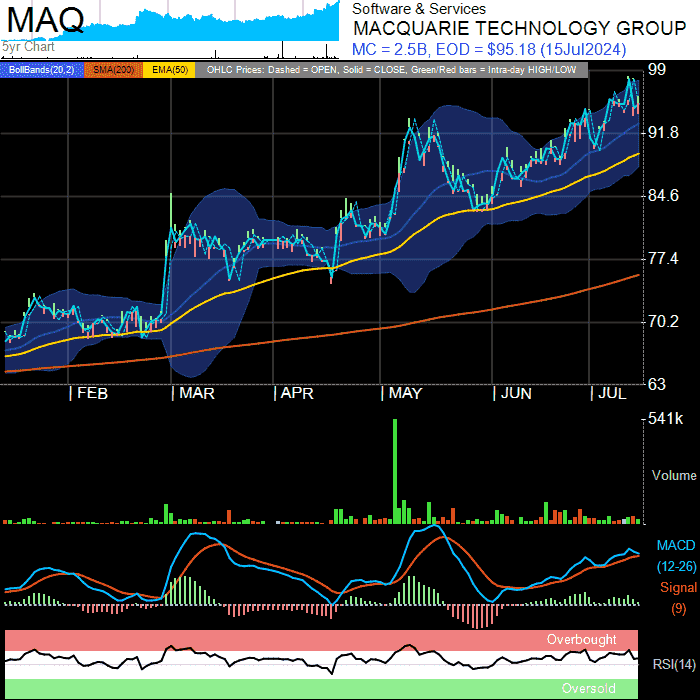 MAQ
5yr Chart
Software & Services
MACQUARIE TECHNOLOGY GROUP
MC = 2.5B, EOD = $95.18 (15Jul2024)
BollBands(20,2) SMA(200) EMA(50) OHLC Prices: Dashed = OPEN, Solid = CLOSE, Green/Red bars = Intra-day HIGH/LOW
99
91.8
84.6
77.4
70.2
63
FEB MAR APR MAY JUN JUL
541k
Volume
MACD
(12-26)
Signal
(9)
Overbought
RSI(14)
Oversold